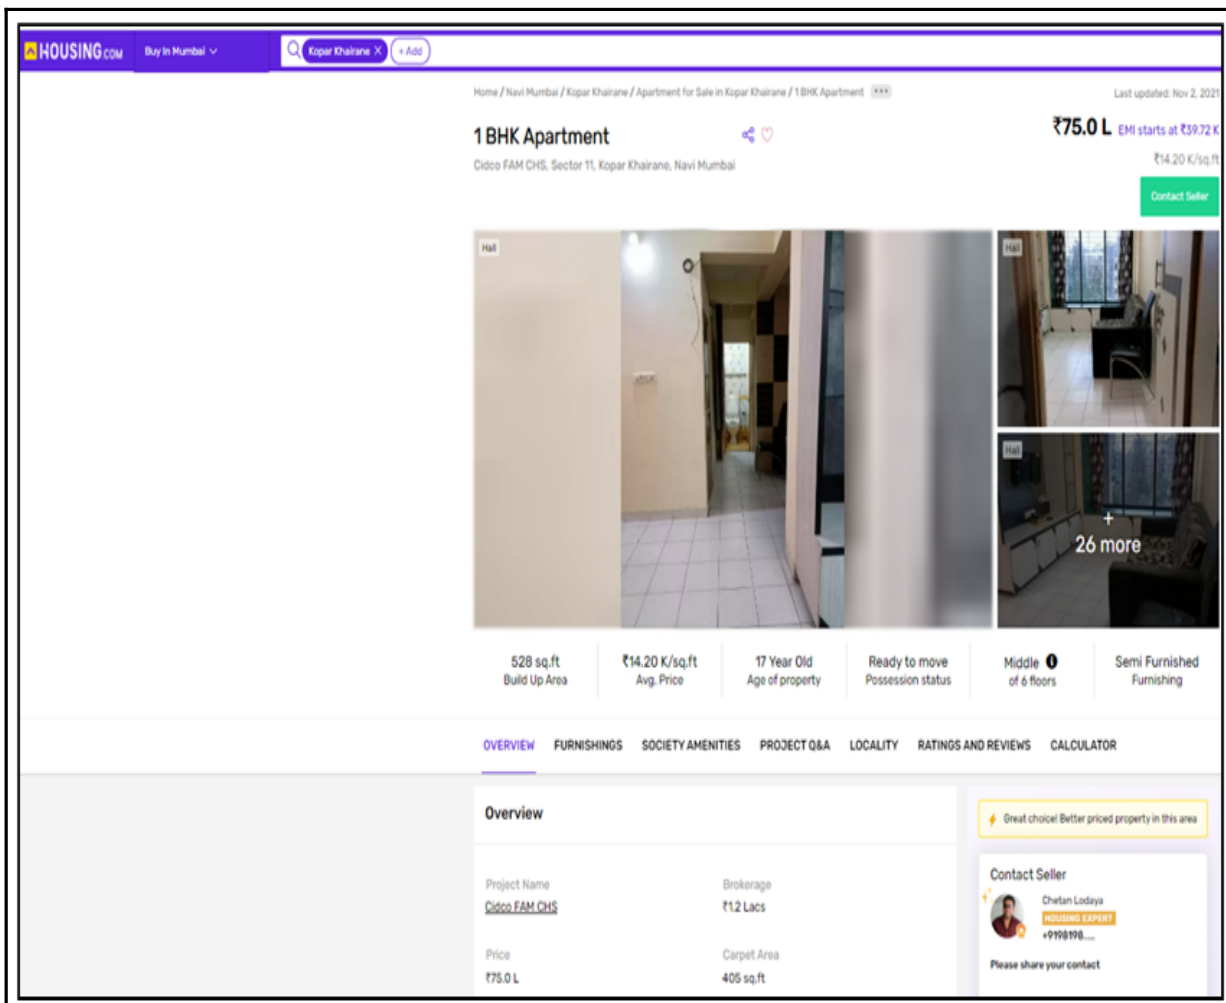 HOUSING.COM Buy in Mumbai Kopar Khairane X + Add
Home / Navi Mumbai / Kopar Khairane / Apartment for Sale in Kopar Khairane / 1 BHK Apartment ••• Last updated: Nov 2, 2021
1 BHK Apartment ₹75.0 L EMI starts at ₹39.72 K
Cidco FAM CHS, Sector 11, Kopar Khairane, Navi Mumbai ₹14.20 K/sq.ft
Contact Seller
Hall Hall
Hall
+
26 more
528 sq.ft ₹14.20 K/sq.ft 17 Year Old Ready to move Middle Semi Furnished
Build Up Area Avg. Price Age of property Possession status of 6 floors Furnishing
OVERVIEW FURNISHINGS SOCIETY AMENITIES PROJECT Q&A LOCALITY RATINGS AND REVIEWS CALCULATOR
Overview
Great choice! Better priced property in this area
Project Name Brokerage
Cidco FAM CHS ₹1.2 Lacs
Price Carpet Area
₹75.0 L 405 sq.ft
Contact Seller
Chetan Lodaya
HOUSING EXPERT
+9198198.....
Please share your contact